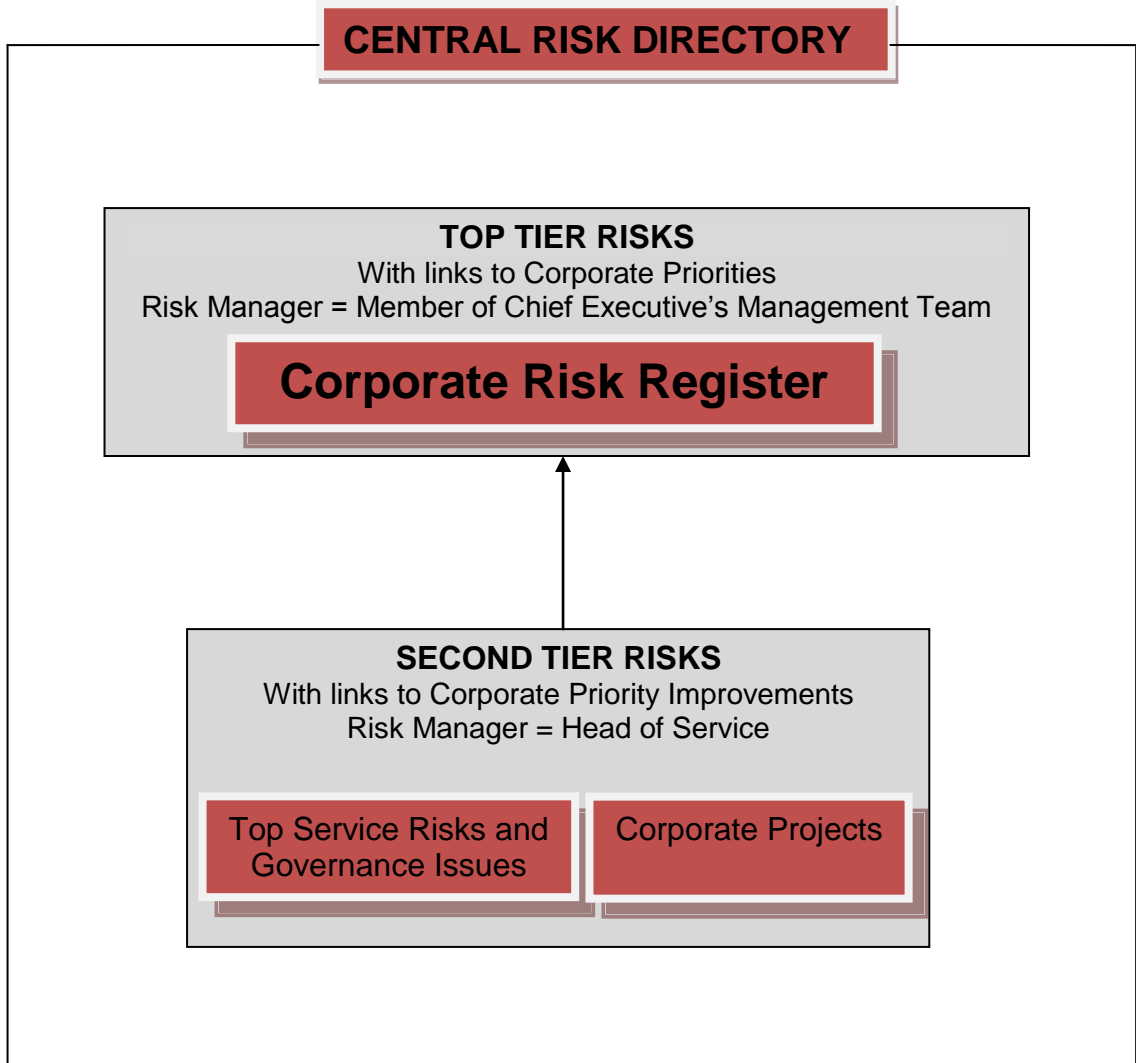 CENTRAL RISK DIRECTORY
TOP TIER RISKS
With links to Corporate Priorities
Risk Manager = Member of Chief Executive’s Management Team
Corporate Risk Register
SECOND TIER RISKS
With links to Corporate Priority Improvements
Risk Manager = Head of Service
Top Service Risks and
Governance Issues
Corporate Projects